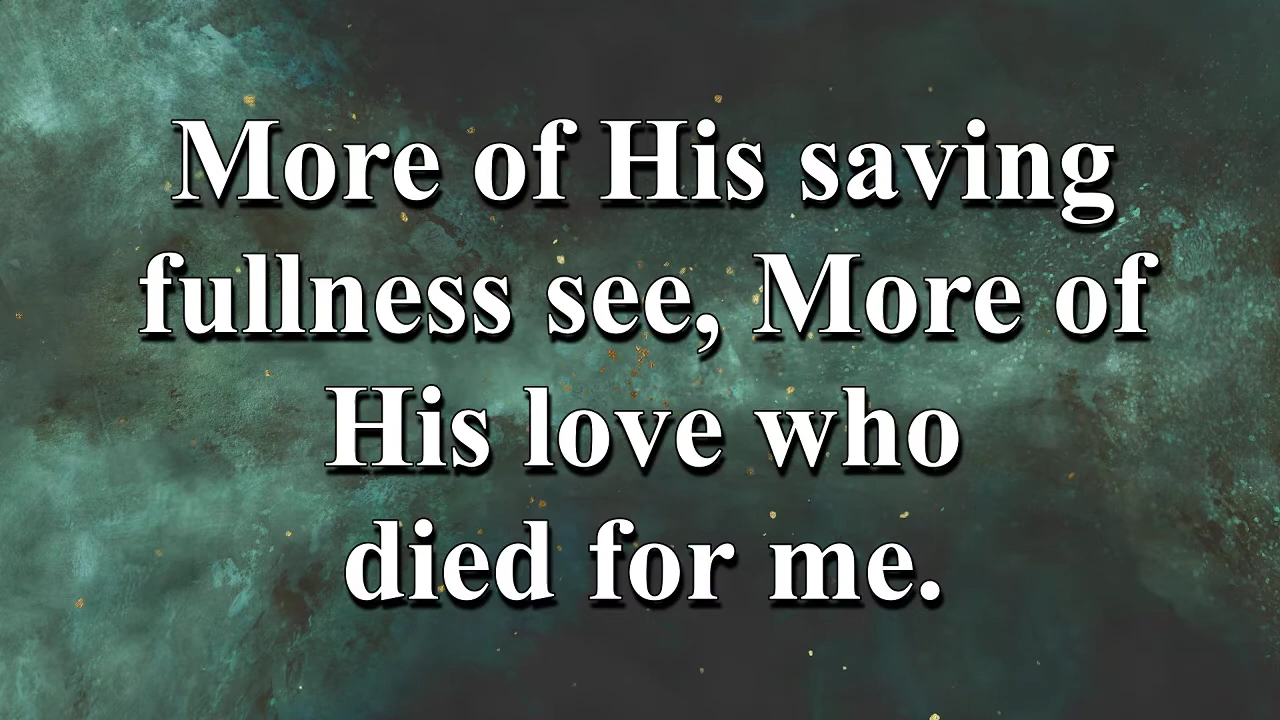 More of His saving
fullness see, More of
His love who
died for me.